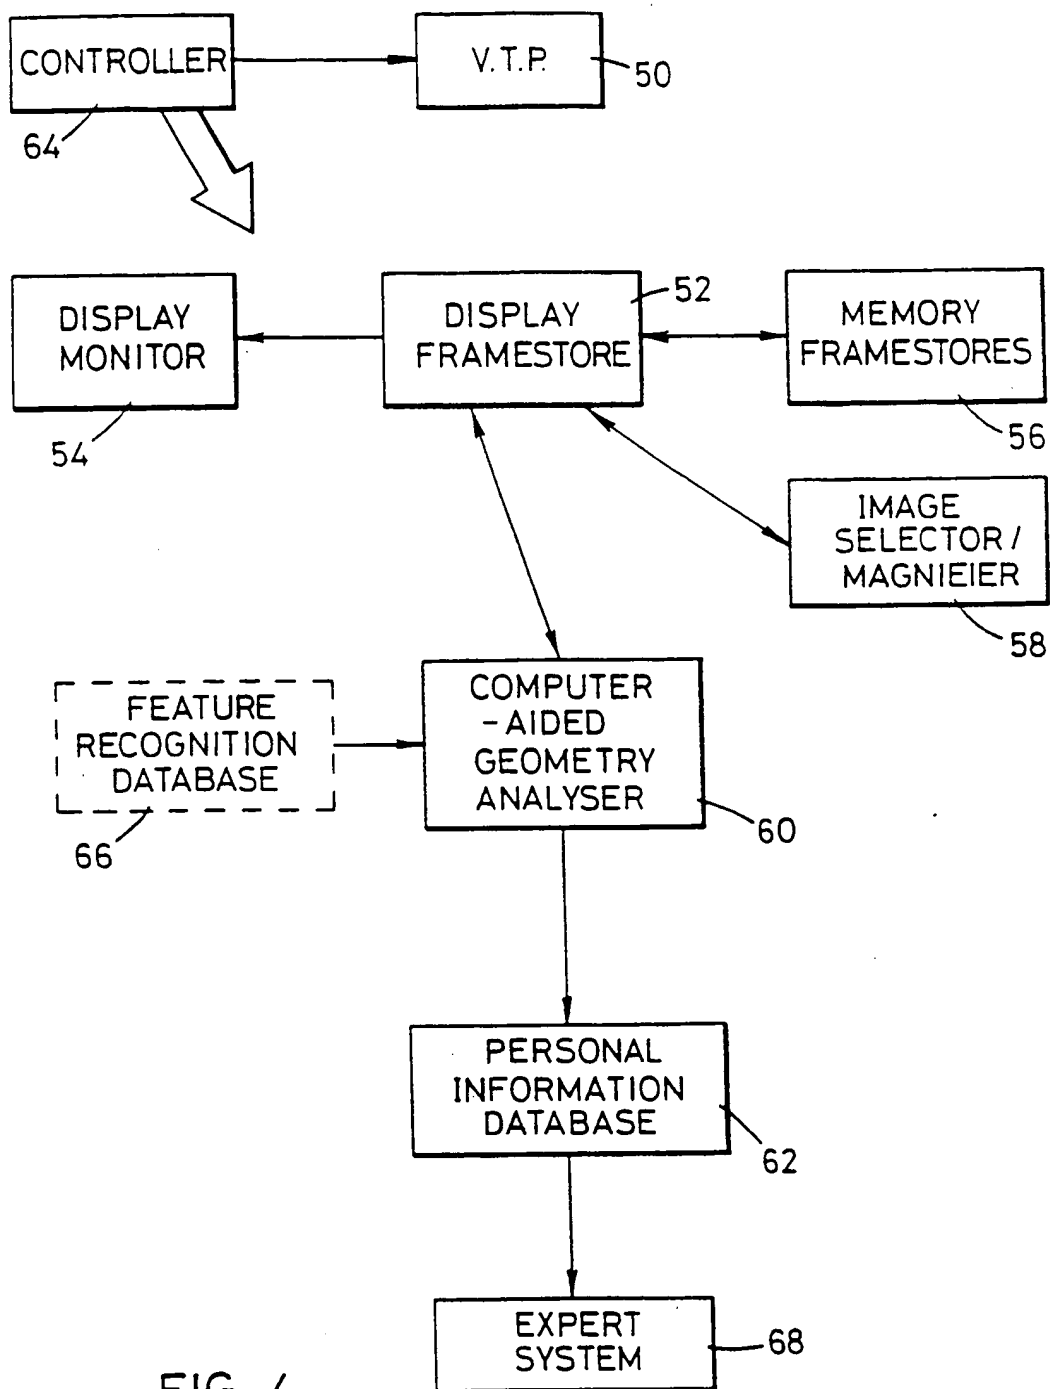 CONTROLLER
V.T.P.
50
64
DISPLAY
MONITOR
54
DISPLAY
FRAMESTORE
52
MEMORY
FRAMESTORES
56
IMAGE
SELECTOR/
MAGNIEIER
58
FEATURE
RECOGNITION
DATABASE
66
COMPUTER
-AIDED
GEOMETRY
ANALYSER
60
PERSONAL
INFORMATION
DATABASE
62
EXPERT
SYSTEM
68
FIG.